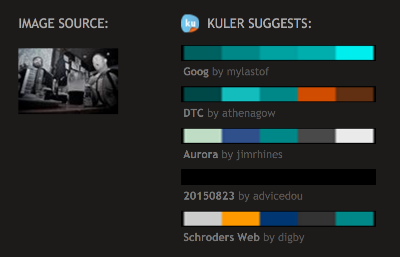 IMAGE SOURCE:
ku KULER SUGGESTS:
Goog by mylastof
DTC by athenagow
Aurora by jimrhines
20150823 by advicedou
Schroders Web by digby